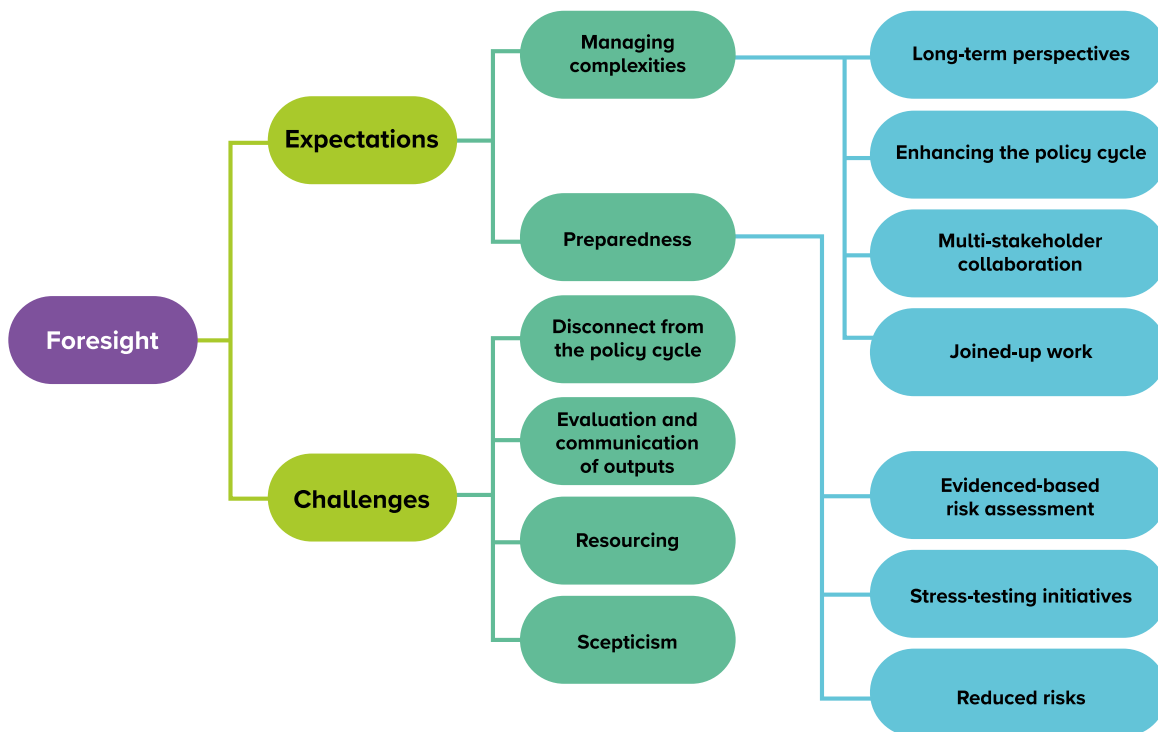 Foresight
Expectations
Challenges
Managing
complexities
Preparedness
Disconnect from
the policy cycle
Evaluation and
communication
of outputs
Resourcing
Scepticism
Long-term perspectives
Enhancing the policy cycle
Multi-stakeholder
collaboration
Joined-up work
Evidenced-based
risk assessment
Stress-testing initiatives
Reduced risks